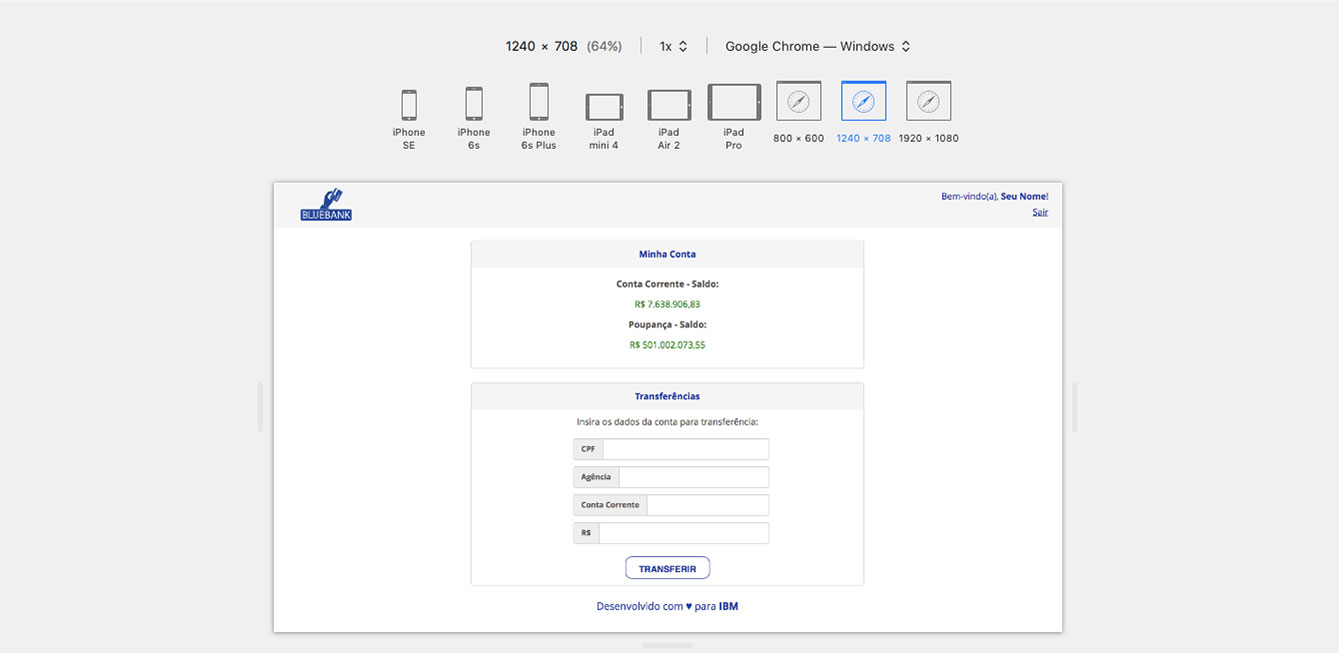 1240 × 708 (64%) 1x Google Chrome — Windows
iPhone SE
iPhone 6s
iPhone 6s Plus
iPad mini 4
iPad Air 2
iPad Pro
800 × 600
1240 × 708
1920 × 1080
BLUEBANK
Bem-vindo(a), Seu Nome!
Sair
Minha Conta
Conta Corrente - Saldo:
R$ 7.638.906,83
Poupança - Saldo:
R$ 501.002.073,55
Transferências
Insira os dados da conta para transferência:
CPF
Agência
Conta Corrente
R$
TRANSFERIR
Desenvolvido com ♥ para IBM